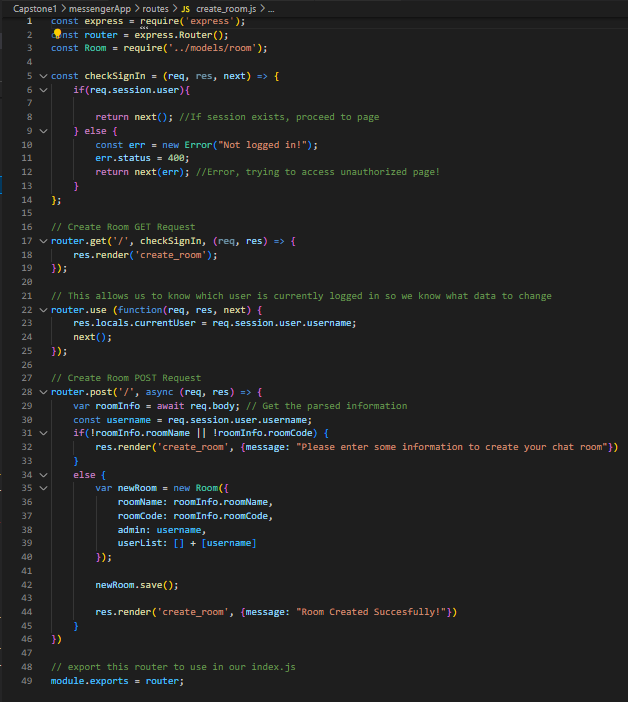 Capstone1 > messengerApp > routes > JS create_room.js > ...
1 const express = require('express');
2 const router = express.Router();
3 const Room = require('../models/room');
4
5 const checkSignIn = (req, res, next) => {
6 if(req.session.user){
7
8 return next(); //If session exists, proceed to page
9 } else {
10 const err = new Error("Not logged in!");
11 err.status = 400;
12 return next(err); //Error, trying to access unauthorized page!
13 }
14 };
15
16 // Create Room GET Request
17 router.get('/', checkSignIn, (req, res) => {
18 res.render('create_room');
19 });
20
21 // This allows us to know which user is currently logged in so we know what data to change
22 router.use (function(req, res, next) {
23 res.locals.currentUser = req.session.user.username;
24 next();
25 });
26
27 // Create Room POST Request
28 router.post('/', async (req, res) => {
29 var roomInfo = await req.body; // Get the parsed information
30 const username = req.session.user.username;
31 if(!roomInfo.roomName || !roomInfo.roomCode) {
32 res.render('create_room', {message: "Please enter some information to create your chat room"})
33 }
34 else {
35 var newRoom = new Room({
36 roomName: roomInfo.roomName,
37 roomCode: roomInfo.roomCode,
38 admin: username,
39 userList: [] + [username]
40 });
41
42 newRoom.save();
43
44 res.render('create_room', {message: "Room Created Succesfully!"})
45 }
46 })
47
48 // export this router to use in our index.js
49 module.exports = router;